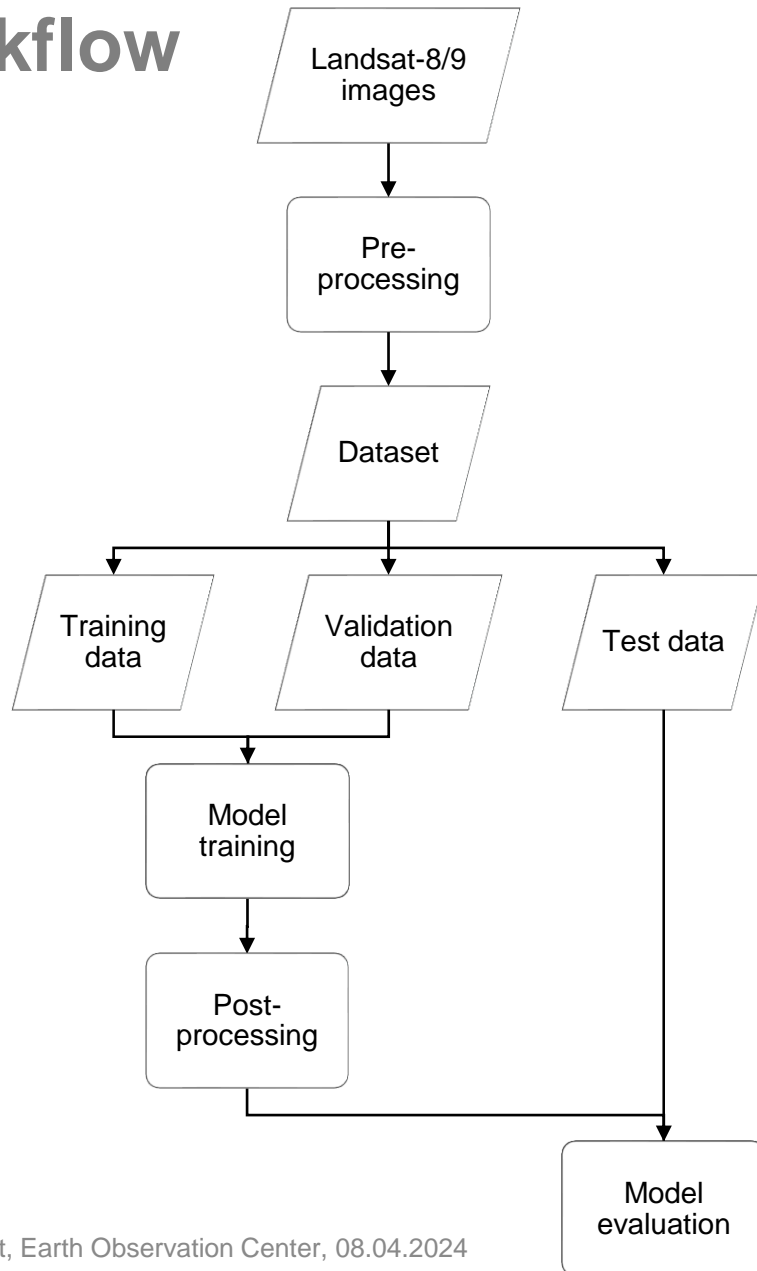 kflow
Landsat-8/9
images
Pre-
processing
Dataset
Training
data
Validation
data
Test data
Model
training
Post-
processing
Model
evaluation
t, Earth Observation Center, 08.04.2024